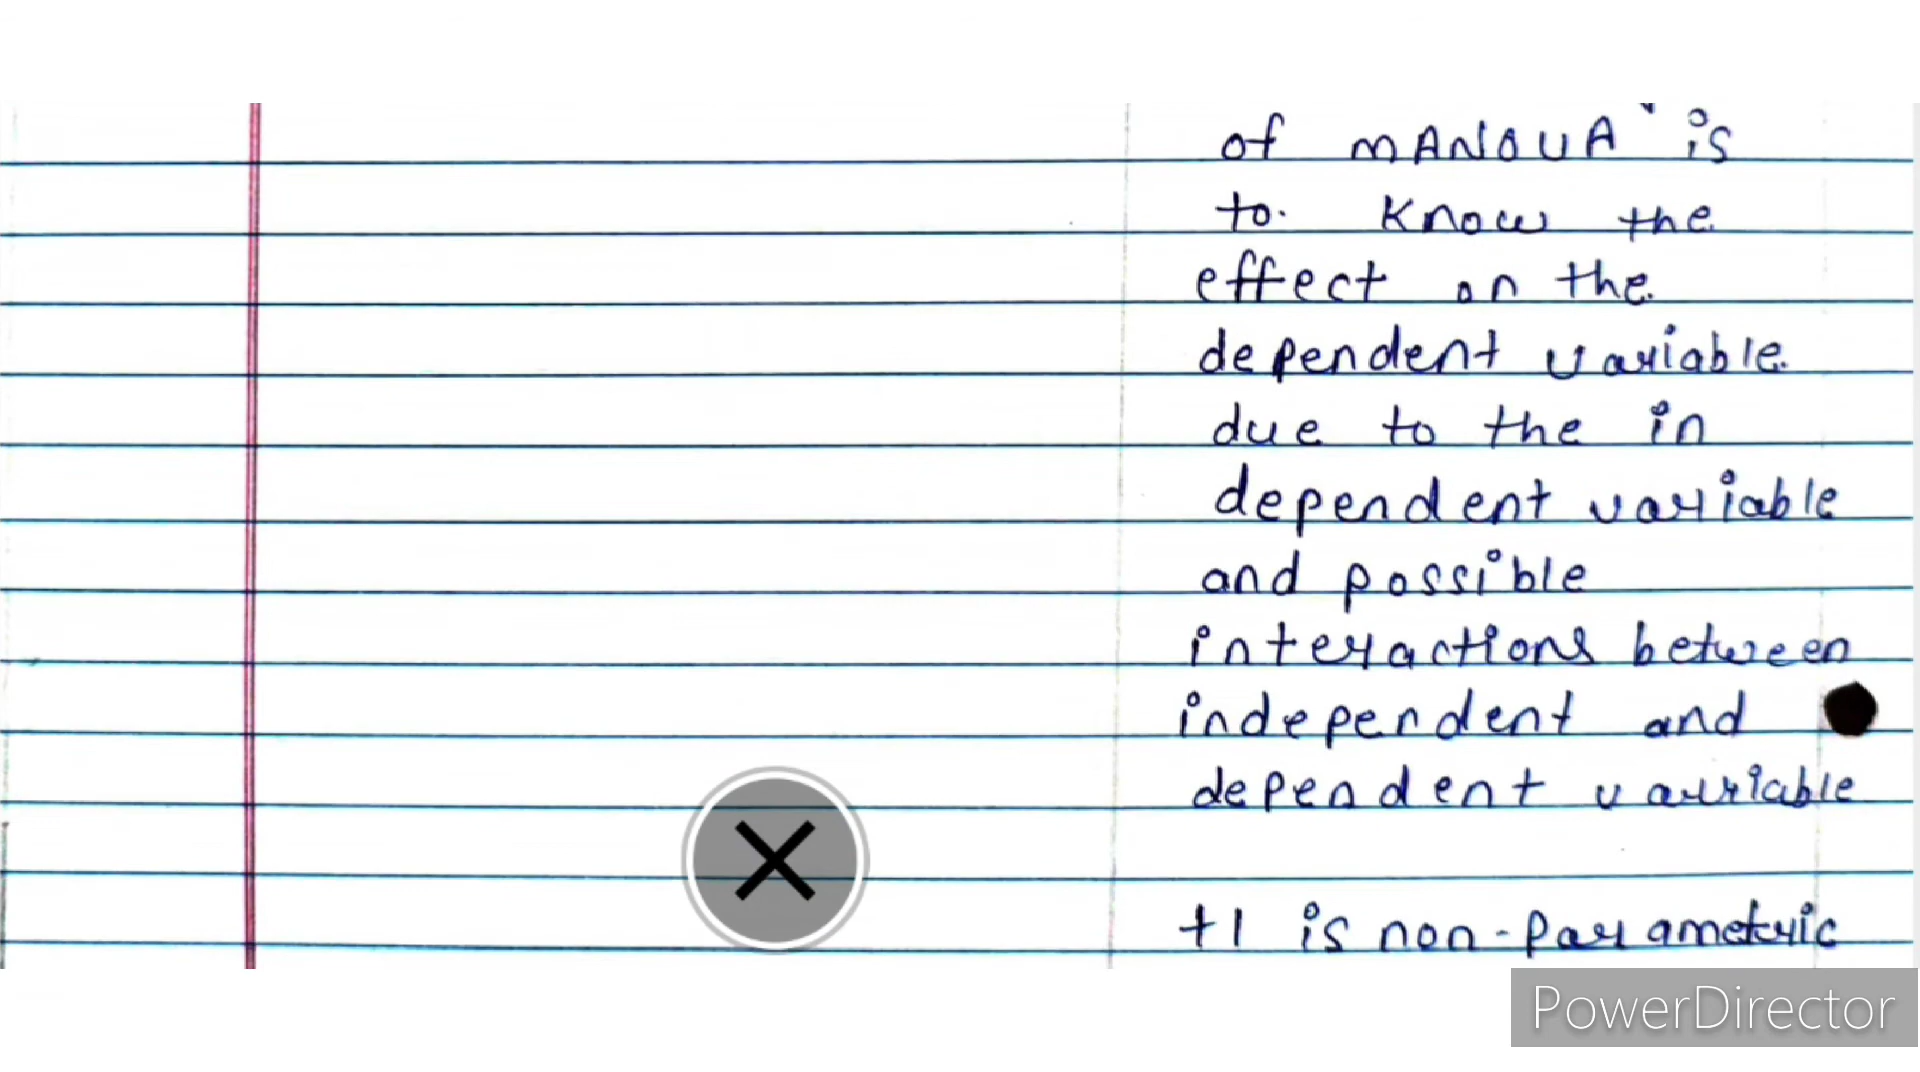 of MANOVA is
to. know the
effect on the
dependent variable.
due to the in
dependent variable
and possible
interactions between
independent and
dependent variable
+1 is non-parametric
PowerDirector